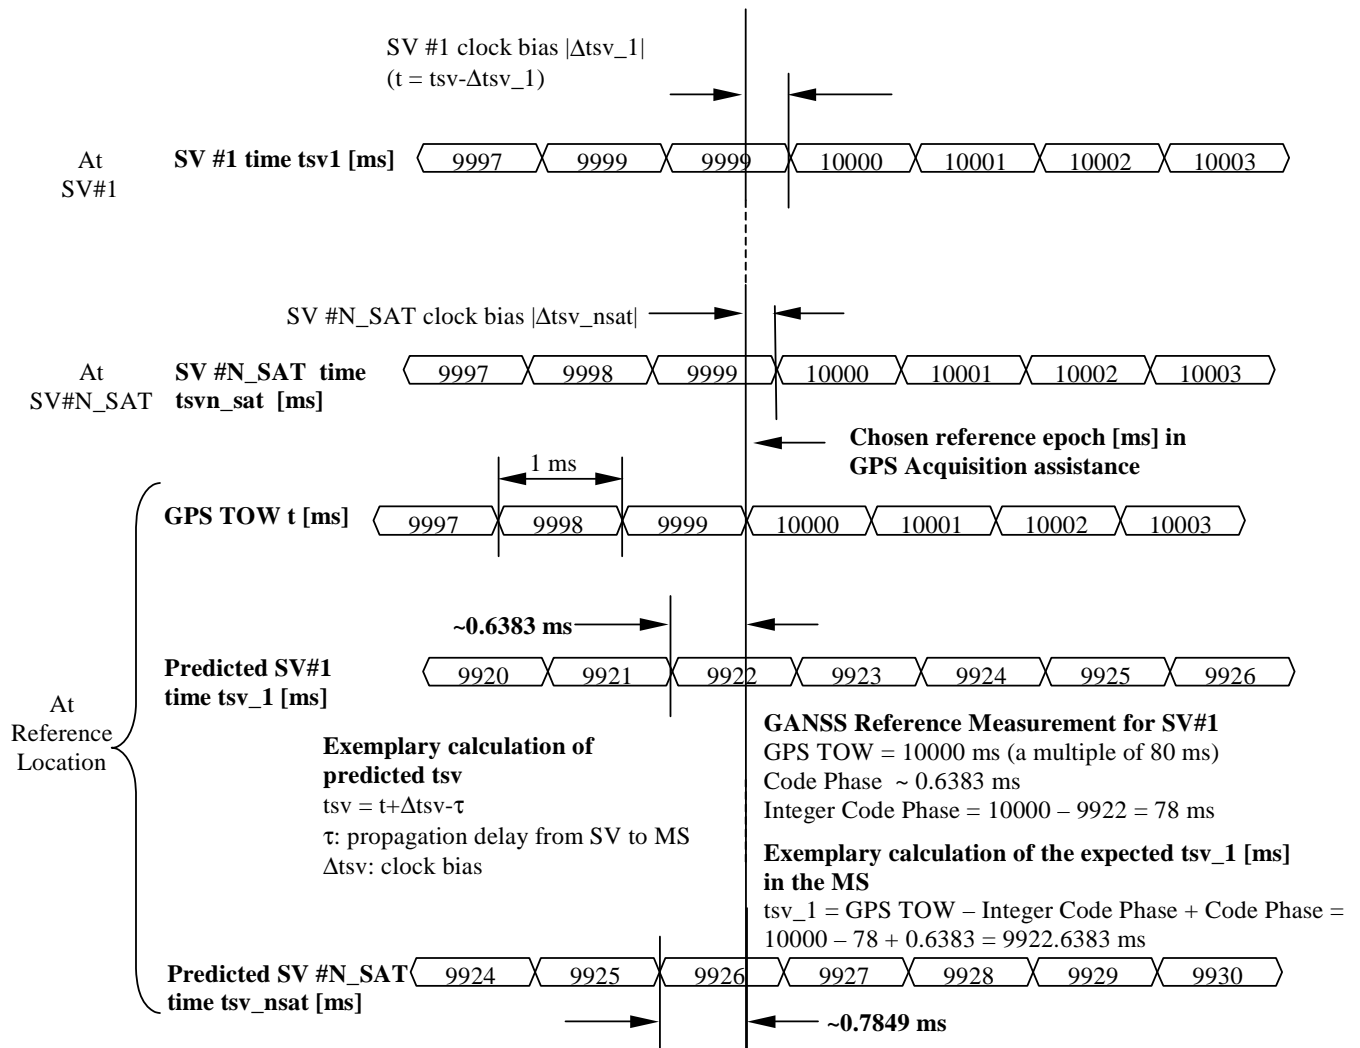 SV #1 clock bias |Δtsv_1|
(t = tsv-Δtsv_1)
At
SV#1
SV #1 time tsv1 [ms]
9997 9999 9999 10000 10001 10002 10003
SV #N_SAT clock bias |Δtsv_nsat|
At
SV#N_SAT
SV #N_SAT time
tsvn_sat [ms]
9997 9998 9999 10000 10001 10002 10003
Chosen reference epoch [ms] in
GPS Acquisition assistance
1 ms
GPS TOW t [ms]
9997 9998 9999 10000 10001 10002 10003
~0.6383 ms
Predicted SV#1
time tsv_1 [ms]
9920 9921 9922 9923 9924 9925 9926
At
Reference
Location
Exemplary calculation of
predicted tsv
tsv = t+Δtsv-τ
τ: propagation delay from SV to MS
Δtsv: clock bias
GANSS Reference Measurement for SV#1
GPS TOW = 10000 ms (a multiple of 80 ms)
Code Phase ~ 0.6383 ms
Integer Code Phase = 10000 – 9922 = 78 ms
Exemplary calculation of the expected tsv_1 [ms]
in the MS
tsv_1 = GPS TOW – Integer Code Phase + Code Phase =
10000 – 78 + 0.6383 = 9922.6383 ms
Predicted SV #N_SAT
time tsv_nsat [ms]
9924 9925 9926 9927 9928 9929 9930
~0.7849 ms